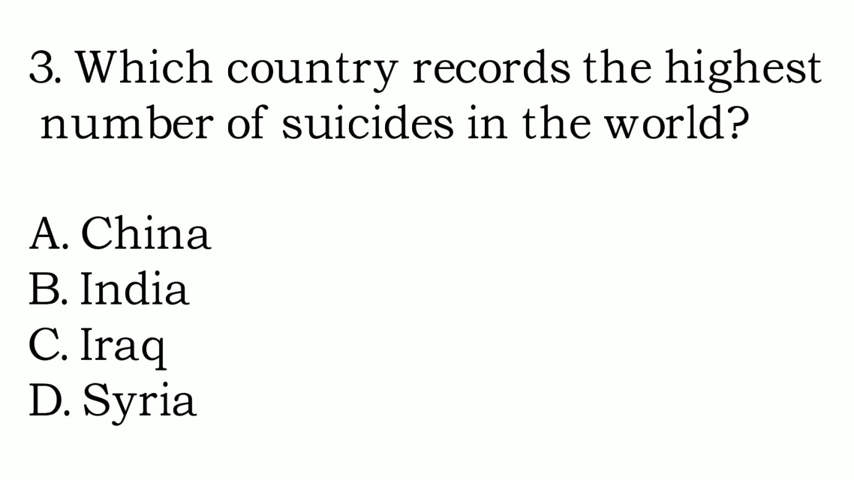 3. Which country records the highest
number of suicides in the world?
A. China
B. India
C. Iraq
D. Syria